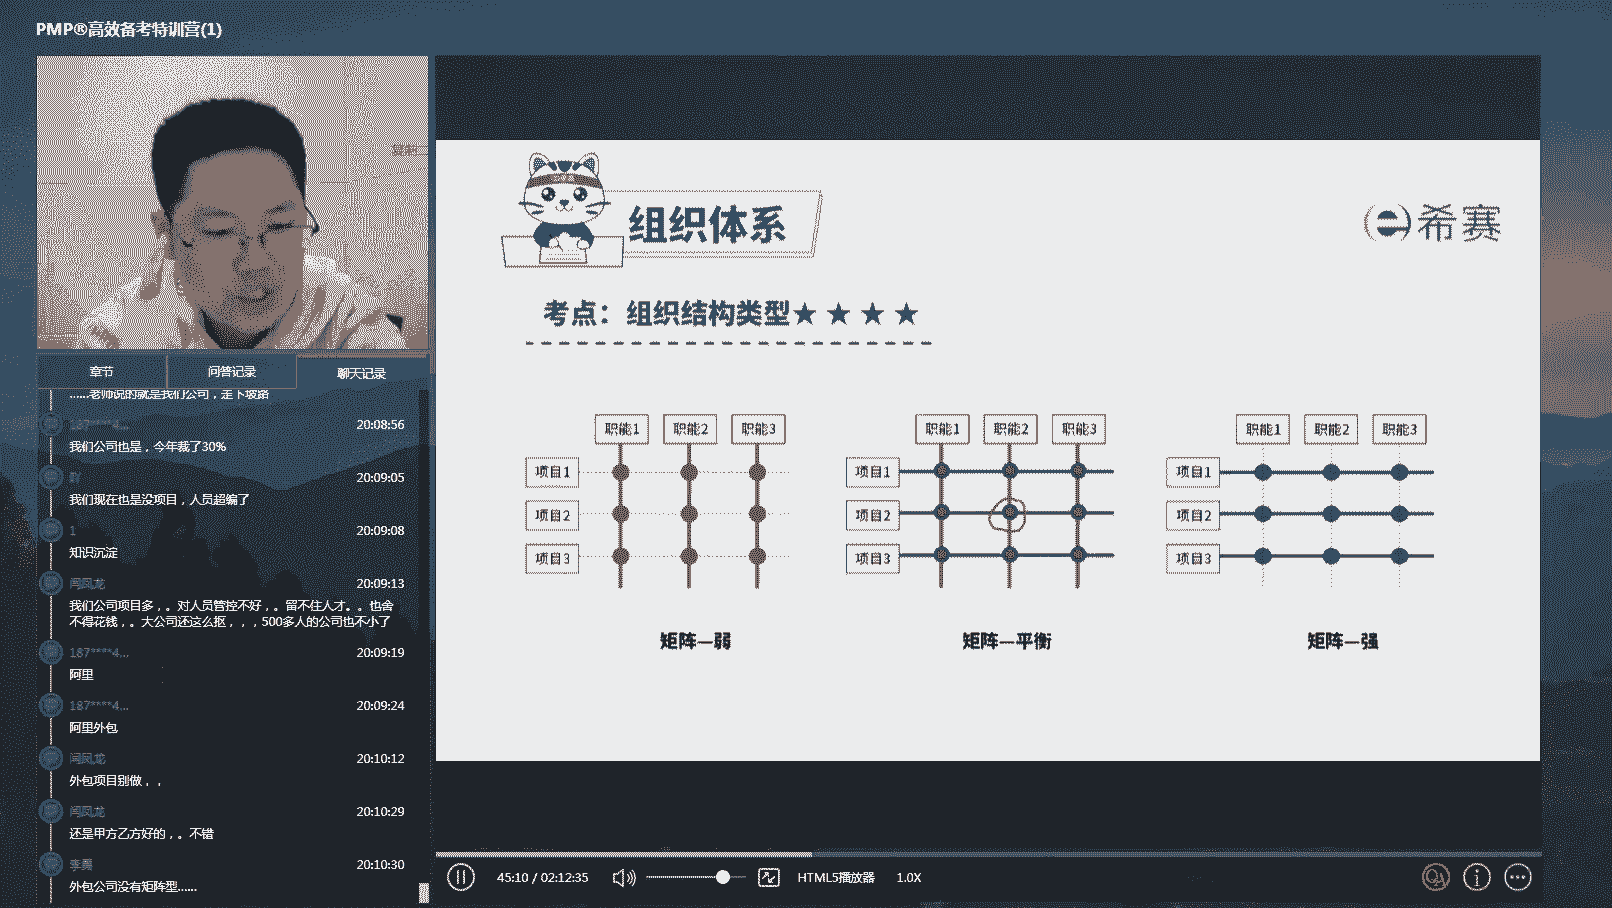 PMP®高效备考特训营(1)
章节
问答记录
聊天记录
……老师说的就是我们公司，走下坡路
187****4...
20:08:56
我们公司也是，今年裁了30%
20:09:05
我们现在也是没项目，人员超编了
1
20:09:08
知识沉淀
闫凤龙
20:09:13
我们公司项目多，。对人员管控不好，。留不住人才。。也舍
不得花钱，。大公司还这么抠，，，500多人的公司也不小了
187****4...
20:09:19
阿里
187****4...
20:09:24
阿里外包
闫凤龙
20:10:12
外包项目别做，，
闫凤龙
20:10:29
还是甲方乙方好的，。不错
20:10:30
外包公司没有矩阵型......
组织体系
希赛
考点：组织结构类型★★★★
职能1
职能2
职能3
项目1
项目2
项目3
矩阵—弱
职能1
职能2
职能3
项目1
项目2
项目3
矩阵—平衡
职能1
职能2
职能3
项目1
项目2
项目3
矩阵—强
45:10 / 02:12:35
HTML5播放器
1.0X